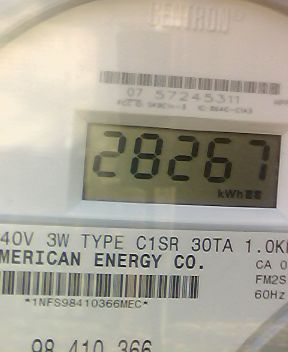 CENTRON®
07 57245311
28267
kWh
40V 3W TYPE C1SR 30TA 1.0K
MERICAN ENERGY CO.
CA 0
FM2S
60Hz
*1NFS98410366MEC*
98 410 366